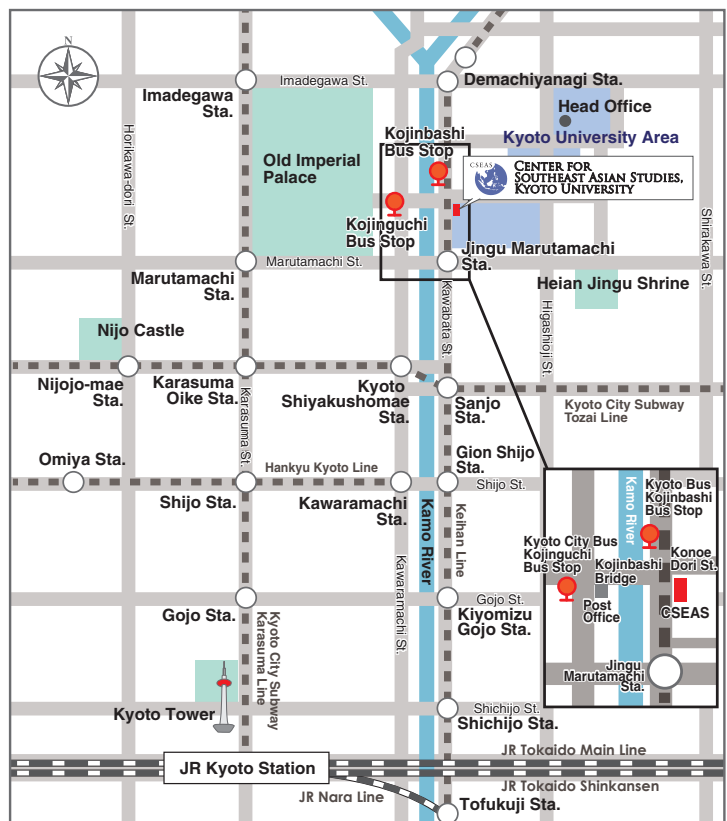 N
Imadegawa St.
Demachiyanagi Sta.
Imadegawa
Sta.
Head Office
Kyoto University Area
Kojinbashi
Bus Stop
Old Imperial
Palace
CSEAS
CENTER FOR
SOUTHEAST ASIAN STUDIES,
KYOTO UNIVERSITY
Horikawa-dori St.
Shirakawa St.
Kojinguchi
Bus Stop
Jingu Marutamachi
Sta.
Marutamachi St.
Marutamachi
Sta.
Heian Jingu Shrine
Kawabata St.
Higashioji St.
Nijo Castle
Nijojo-mae
Sta.
Karasuma
Oike Sta.
Kyoto
Shiyakushomae
Sta.
Sanjo
Sta.
Kyoto City Subway
Tozai Line
Karasuma St.
Omiya Sta.
Hankyu Kyoto Line
Gion Shijo
Sta.
Shijo St.
Shijo Sta.
Kawaramachi
Sta.
Kamo River
Keihan Line
Kawaramachi St.
Kyoto Bus
Kojinbashi
Bus Stop
Kamo River
Kyoto City Bus
Kojinguchi
Bus Stop
Kojinbashi
Bridge
Konoe
Dori St.
Post
Office
CSEAS
Jingu
Marutamachi
Sta.
Gojo St.
Gojo Sta.
Kiyomizu
Gojo Sta.
Kyoto City Subway
Karasuma Line
Kyoto Tower
Shichijo St.
Shichijo Sta.
JR Tokaido Main Line
JR Kyoto Station
JR Tokaido Shinkansen
JR Nara Line
Tofukuji Sta.